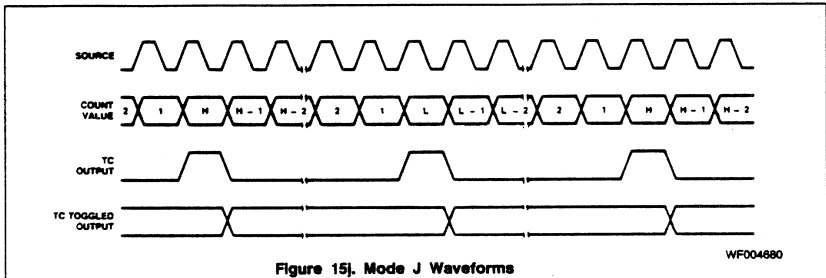 SOURCE
COUNT VALUE
2 1 H H - 1 H - 2 2 1 L L - 1 L - 2 2 1 H H - 1 H - 2
TC OUTPUT
TC TOGGLED OUTPUT
WF004680
Figure 15j. Mode J Waveforms